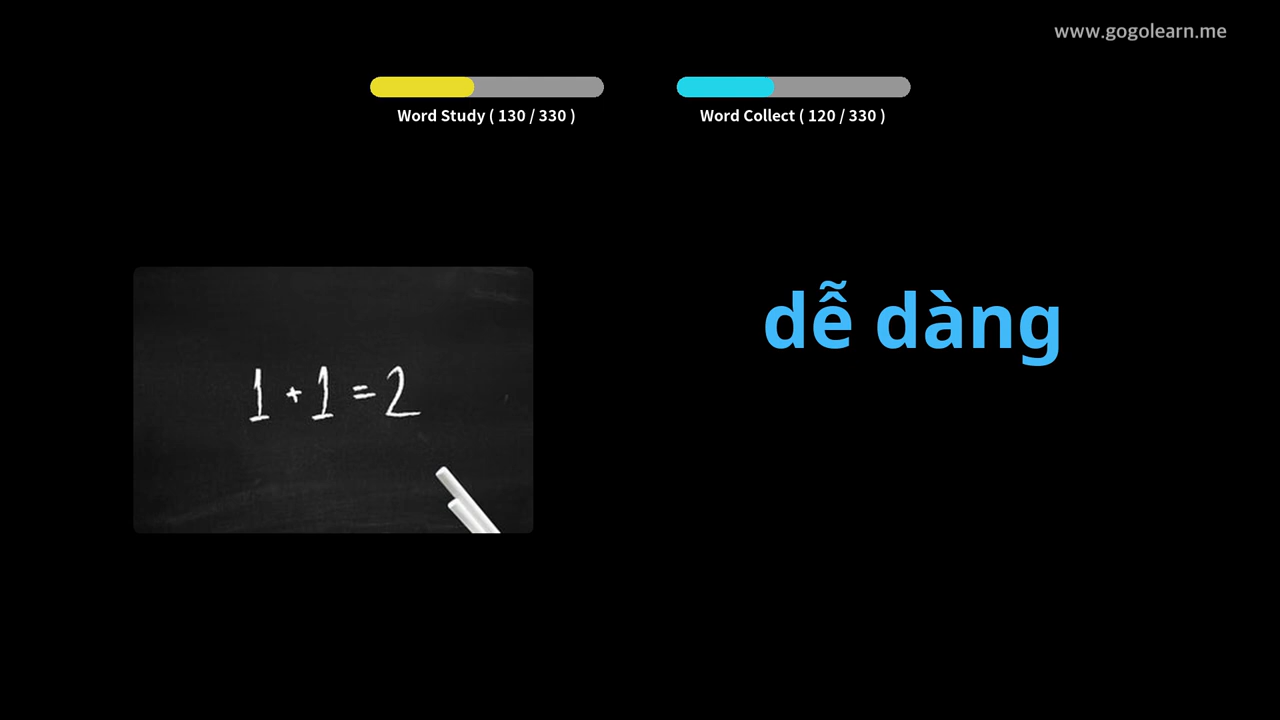 www.gogolearn.me
Word Study ( 130 / 330 )
Word Collect ( 120 / 330 )
dễ dàng
1 + 1 = 2